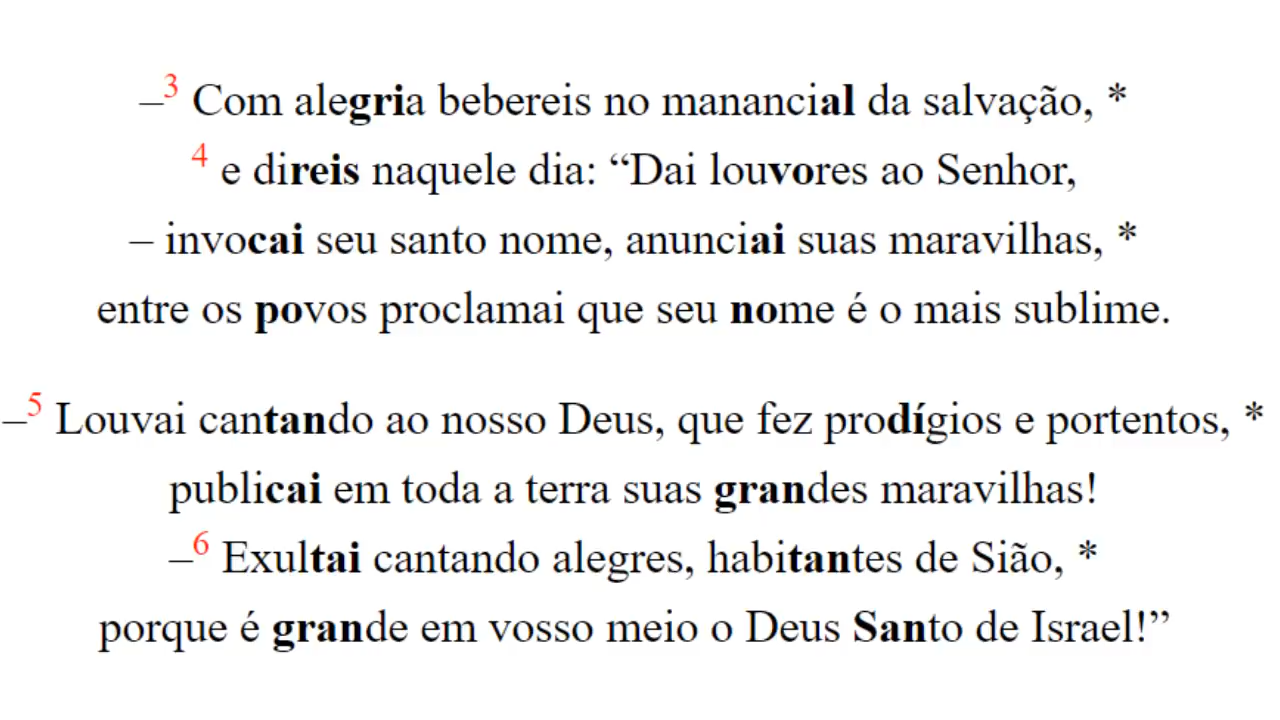 –3 Com alegria bebereis no manancial da salvação, *
4 e direis naquele dia: “Dai louvores ao Senhor,
– invocai seu santo nome, anunciai suas maravilhas, *
entre os povos proclamai que seu nome é o mais sublime.
–5 Louvai cantando ao nosso Deus, que fez prodígios e portentos, *
publicai em toda a terra suas grandes maravilhas!
–6 Exultai cantando alegres, habitantes de Sião, *
porque é grande em vosso meio o Deus Santo de Israel!”